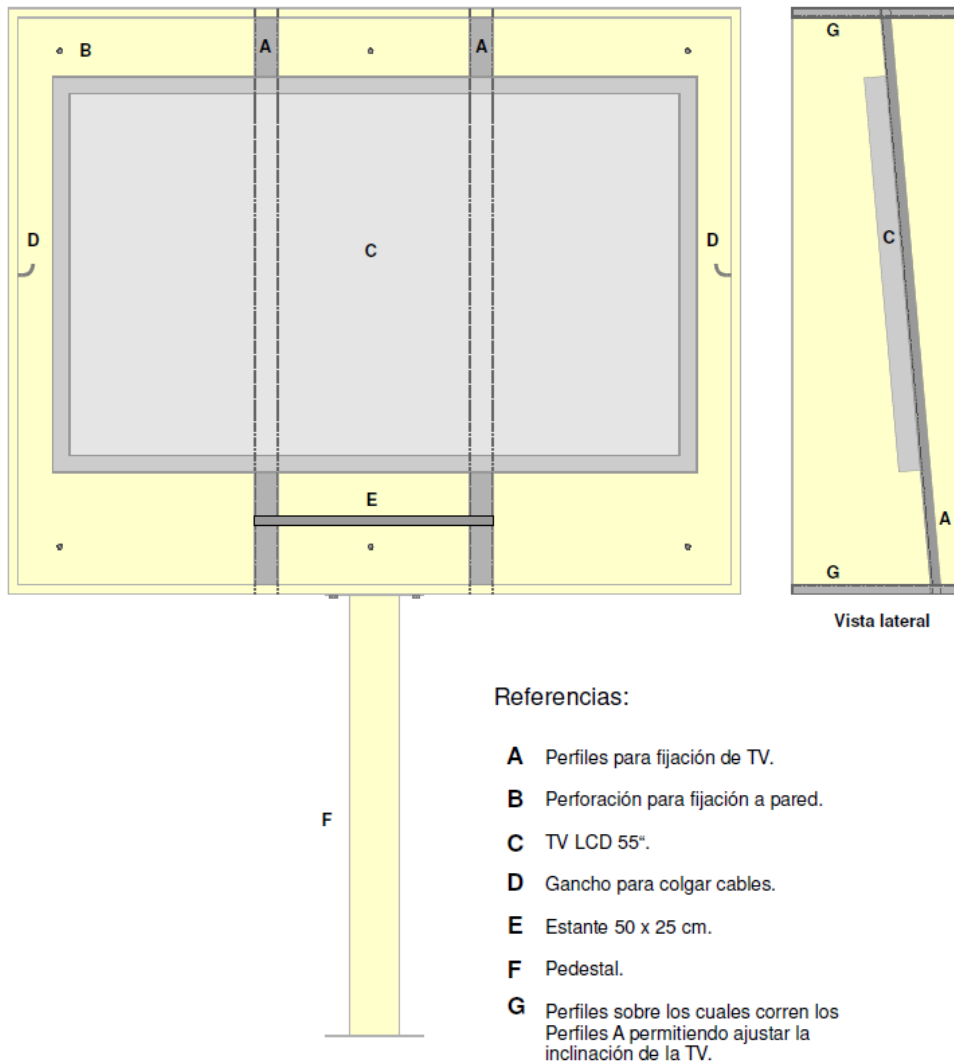 A A G
B
D D C
C
E
A
G
Vista lateral
Referencias:
A Perfiles para fijación de TV.
B Perforación para fijación a pared.
F
C TV LCD 55“.
D Gancho para colgar cables.
E Estante 50 x 25 cm.
F Pedestal.
G Perfiles sobre los cuales corren los
Perfiles A permitiendo ajustar la
inclinación de la TV.